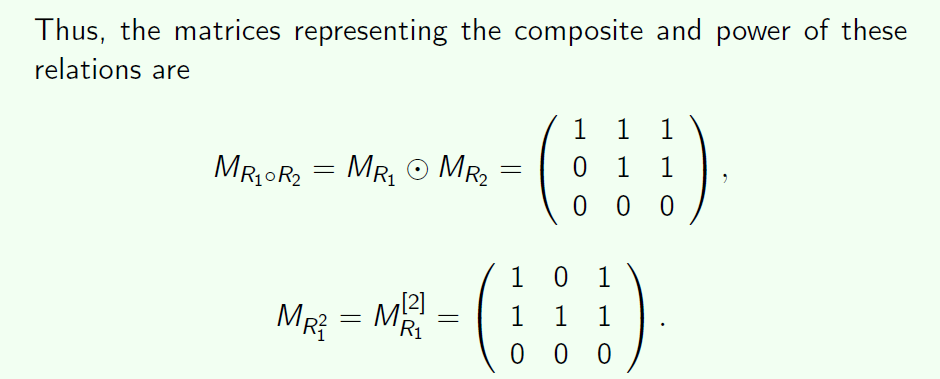 Thus, the matrices representing the composite and power of these
relations are
1 1 1
M_{R_1∘R_2} = M_{R_1} ⊙ M_{R_2} = ( 0 1 1 ) ,
0 0 0
1 0 1
M_{R_1^2} = M_{R_1}^{[2]} = ( 1 1 1 ) .
0 0 0